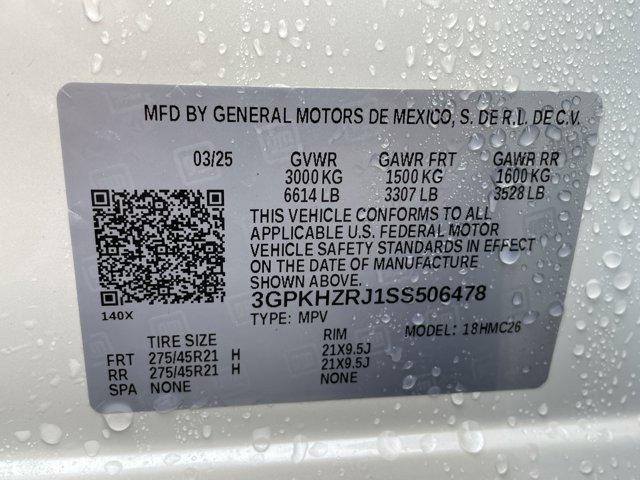 MFD BY GENERAL MOTORS DE MEXICO, S. DE R.L. DE C.V.
03/25 GVWR GAWR FRT GAWR RR
3000 KG 1500 KG 1600 KG
6614 LB 3307 LB 3528 LB
THIS VEHICLE CONFORMS TO ALL
APPLICABLE U.S. FEDERAL MOTOR
VEHICLE SAFETY STANDARDS IN EFFECT
ON THE DATE OF MANUFACTURE
SHOWN ABOVE.
3GPKHZRJ1SS506478
140X TYPE: MPV MODEL: 18HMC26
TIRE SIZE RIM
FRT 275/45R21 H 21X9.5J
RR 275/45R21 H 21X9.5J
SPA NONE NONE